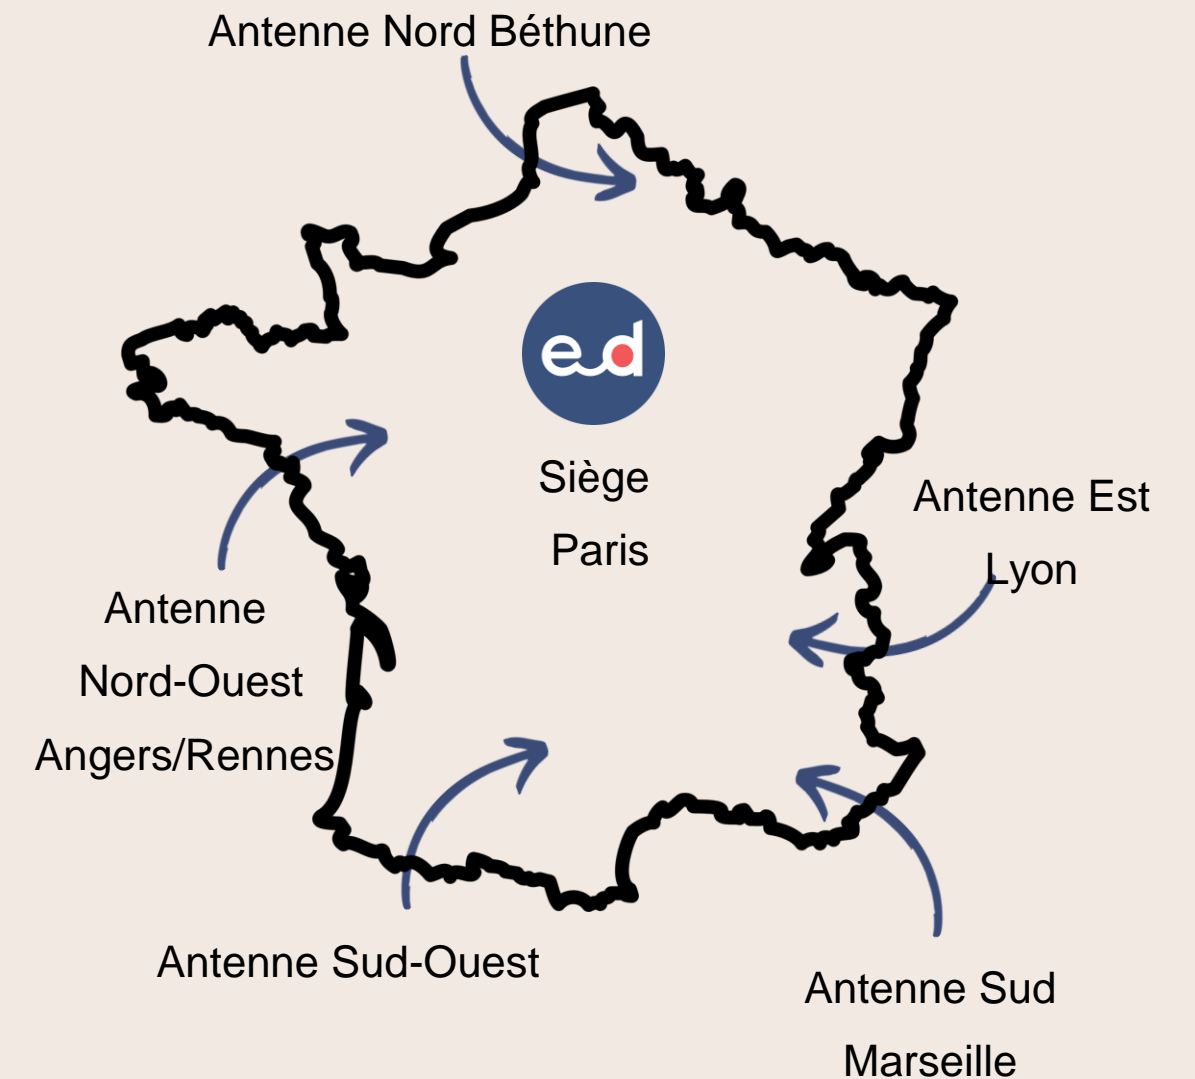 Antenne Nord Béthune
eud
Siège
Paris
Antenne Est
Lyon
Antenne
Nord-Ouest
Angers/Rennes
Antenne Sud-Ouest
Antenne Sud
Marseille